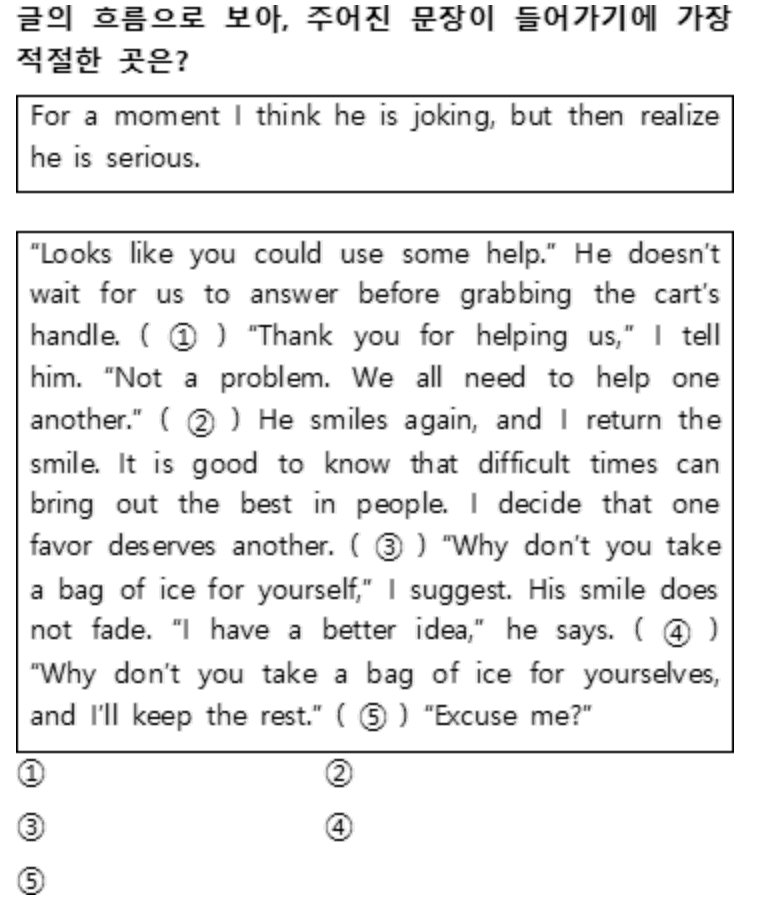 글의 흐름으로 보아, 주어진 문장이 들어가기에 가장
적절한 곳은?
For a moment I think he is joking, but then realize
he is serious.
“Looks like you could use some help.” He doesn’t
wait for us to answer before grabbing the cart’s
handle. ( ① ) “Thank you for helping us,” I tell
him. “Not a problem. We all need to help one
another.” ( ② ) He smiles again, and I return the
smile. It is good to know that difficult times can
bring out the best in people. I decide that one
favor deserves another. ( ③ ) “Why don’t you take
a bag of ice for yourself,” I suggest. His smile does
not fade. “I have a better idea,” he says. ( ④ )
“Why don’t you take a bag of ice for yourselves,
and I’ll keep the rest.” ( ⑤ ) “Excuse me?”
① ②
③ ④
⑤